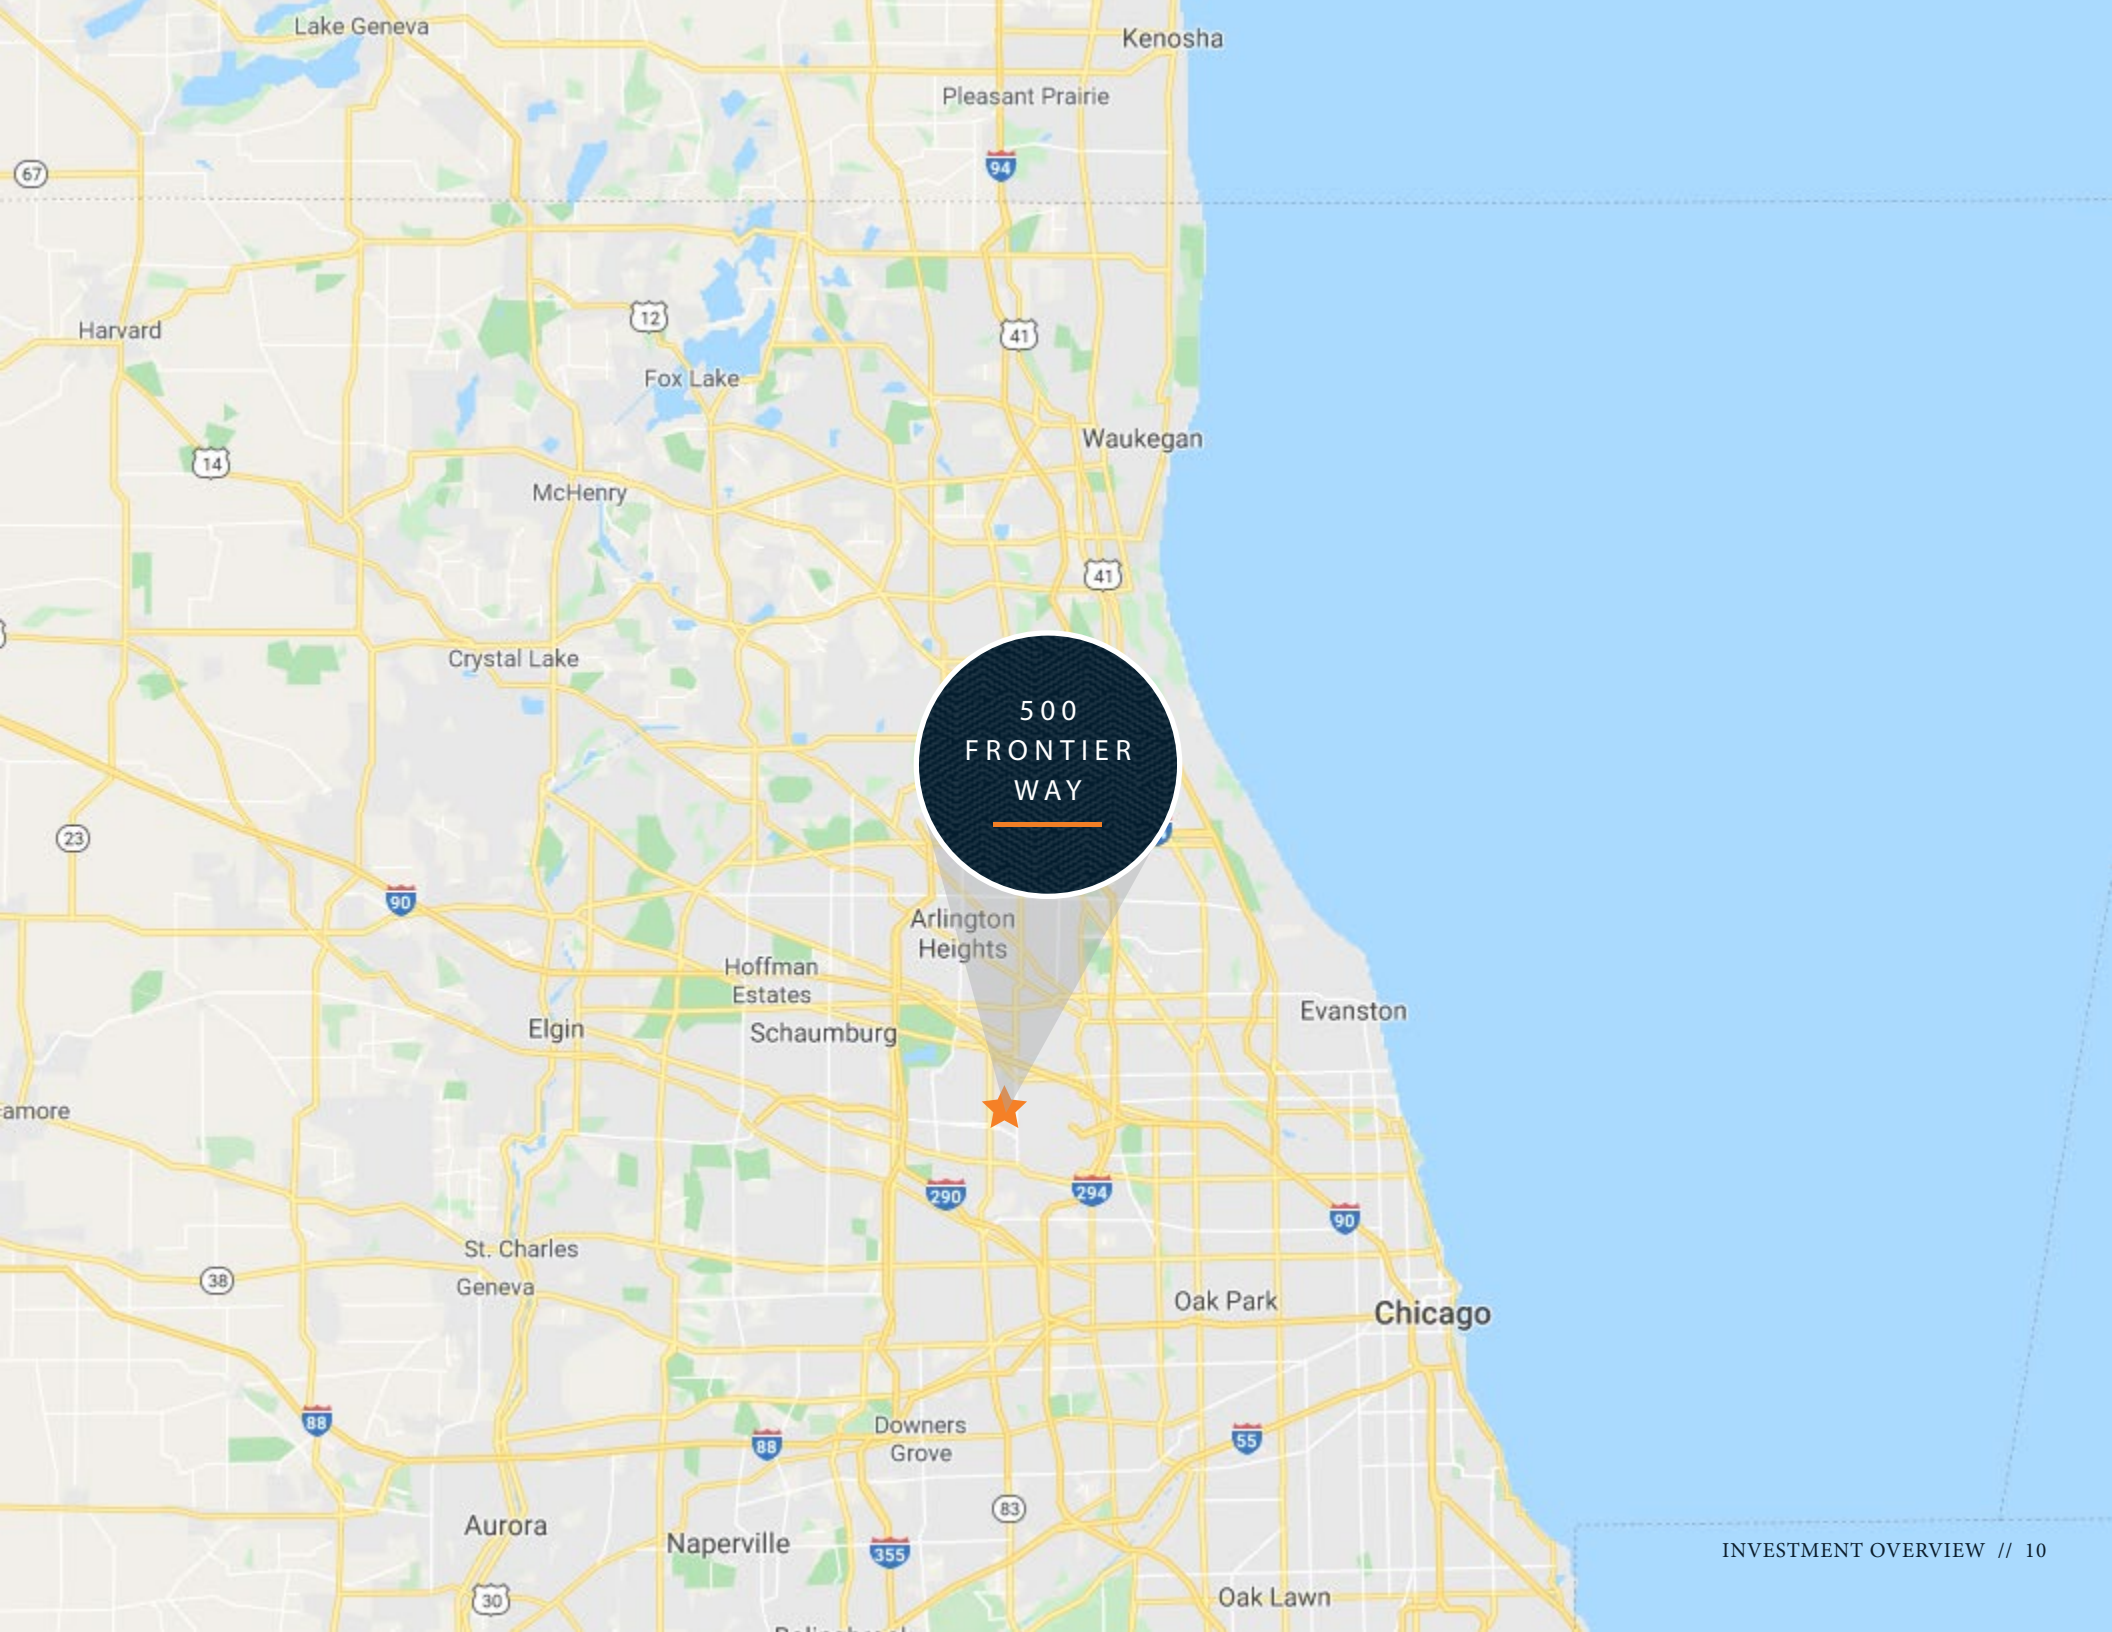 Lake Geneva
Kenosha
Pleasant Prairie
94
67
12
Harvard
41
Fox Lake
Waukegan
14
McHenry
41
Crystal Lake
500
FRONTIER
WAY
23
90
Arlington
Heights
Hoffman
Estates
Evanston
Elgin
Schaumburg
amore
290
294
90
St. Charles
38
Geneva
Oak Park
Chicago
88
88
Downers
Grove
55
83
Aurora
Naperville
355
INVESTMENT OVERVIEW // 10
30
Oak Lawn